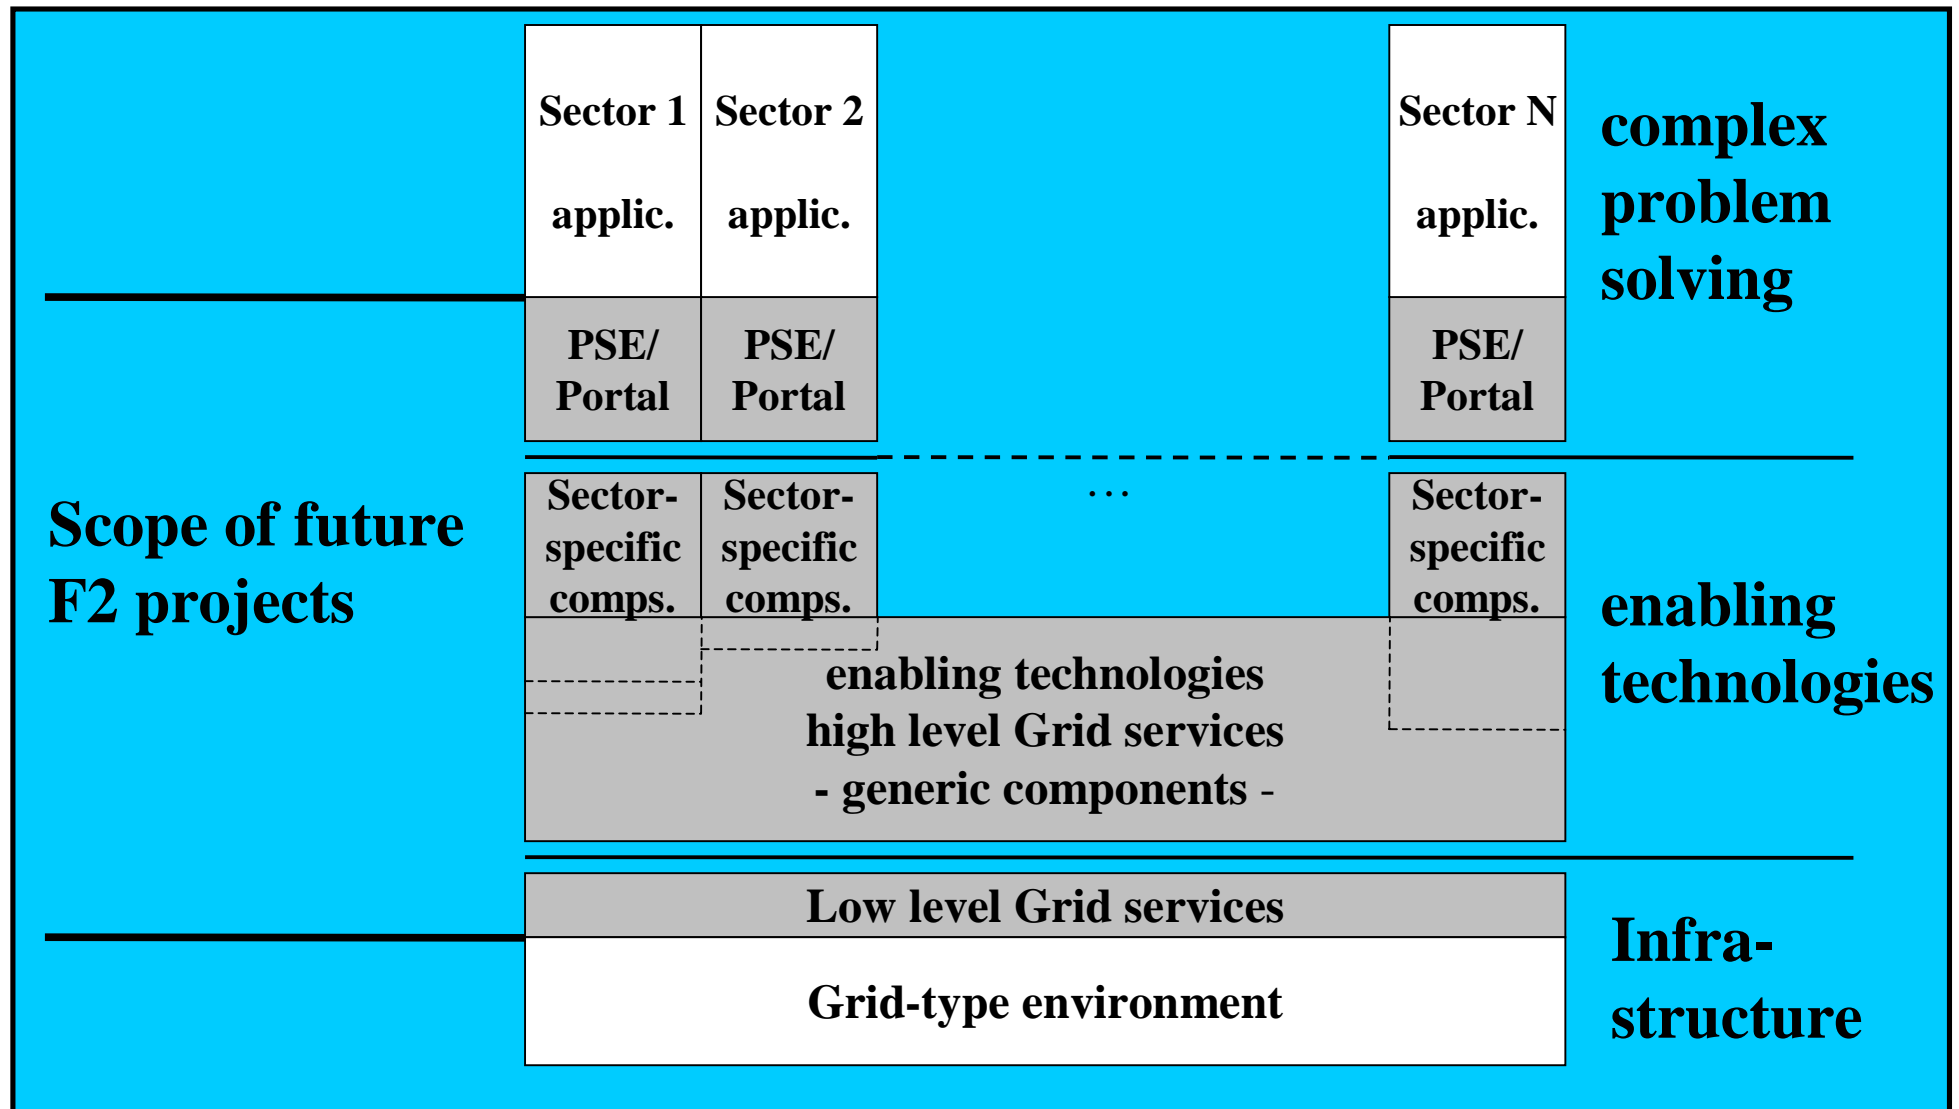 Sector 1
applic.
Sector 2
applic.
Sector N
applic.
complex
problem
solving
PSE/
Portal
PSE/
Portal
PSE/
Portal
Scope of future
F2 projects
Sector-
specific
comps.
Sector-
specific
comps.
...
Sector-
specific
comps.
enabling
technologies
enabling technologies
high level Grid services
- generic components -
Low level Grid services
Grid-type environment
Infra-
structure